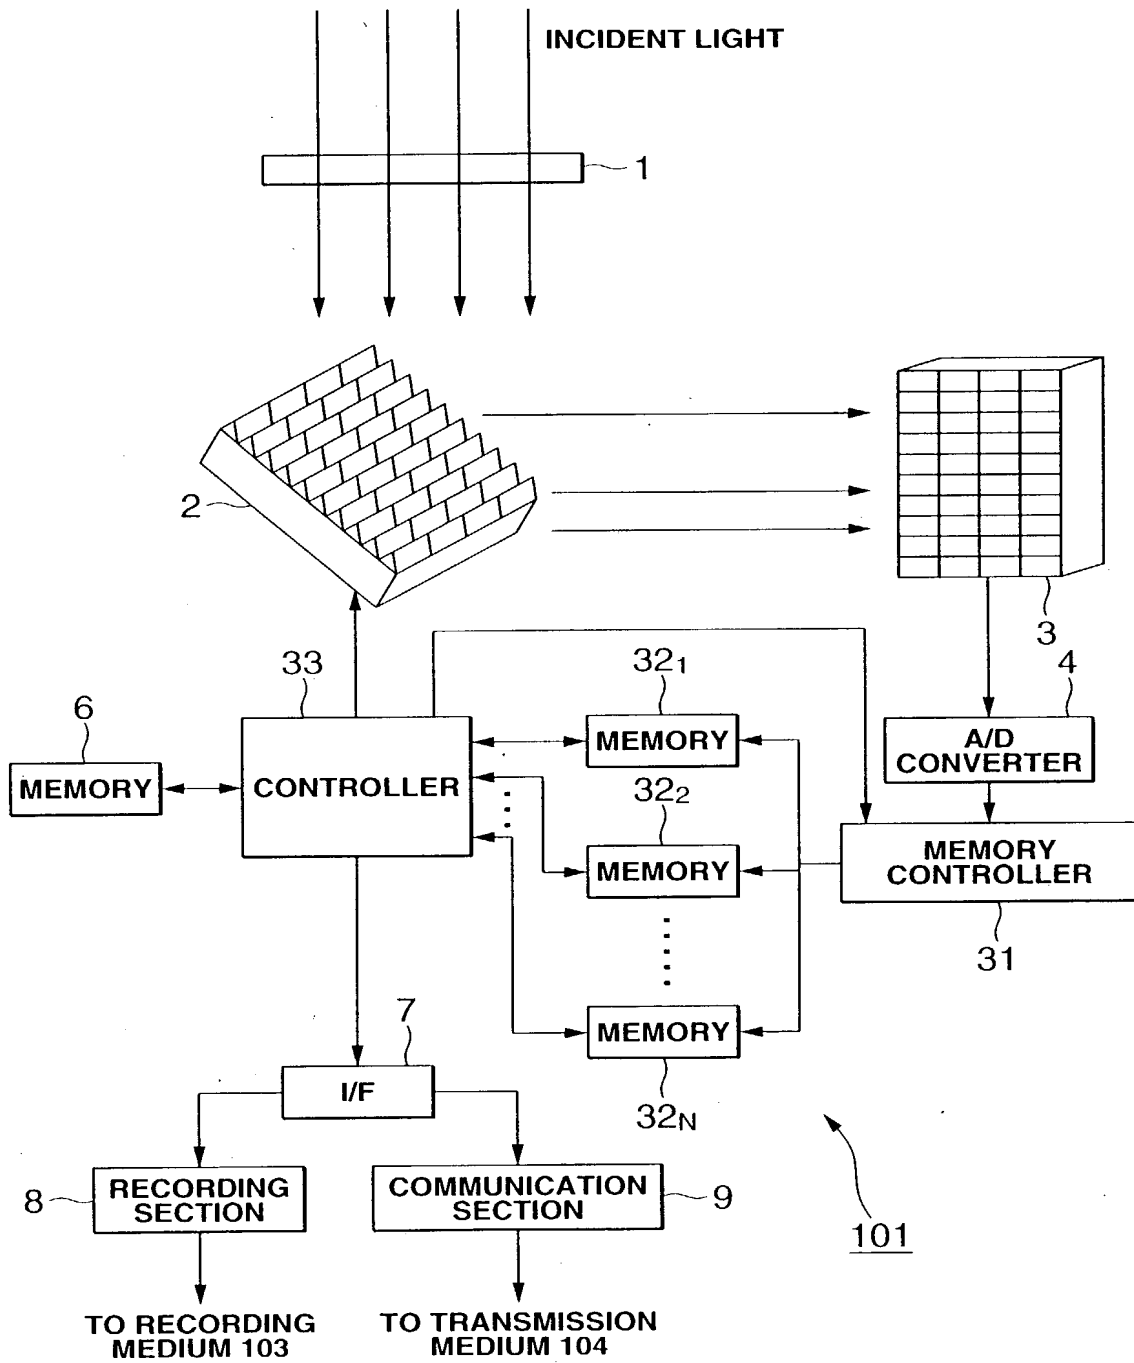 INCIDENT LIGHT
1
2
3
33
32₁
4
6
MEMORY
CONTROLLER
MEMORY
A/D
CONVERTER
32₂
MEMORY
MEMORY
CONTROLLER
31
7
MEMORY
I/F
32N
8
RECORDING
SECTION
COMMUNICATION
SECTION
9
101
TO RECORDING
MEDIUM 103
TO TRANSMISSION
MEDIUM 104